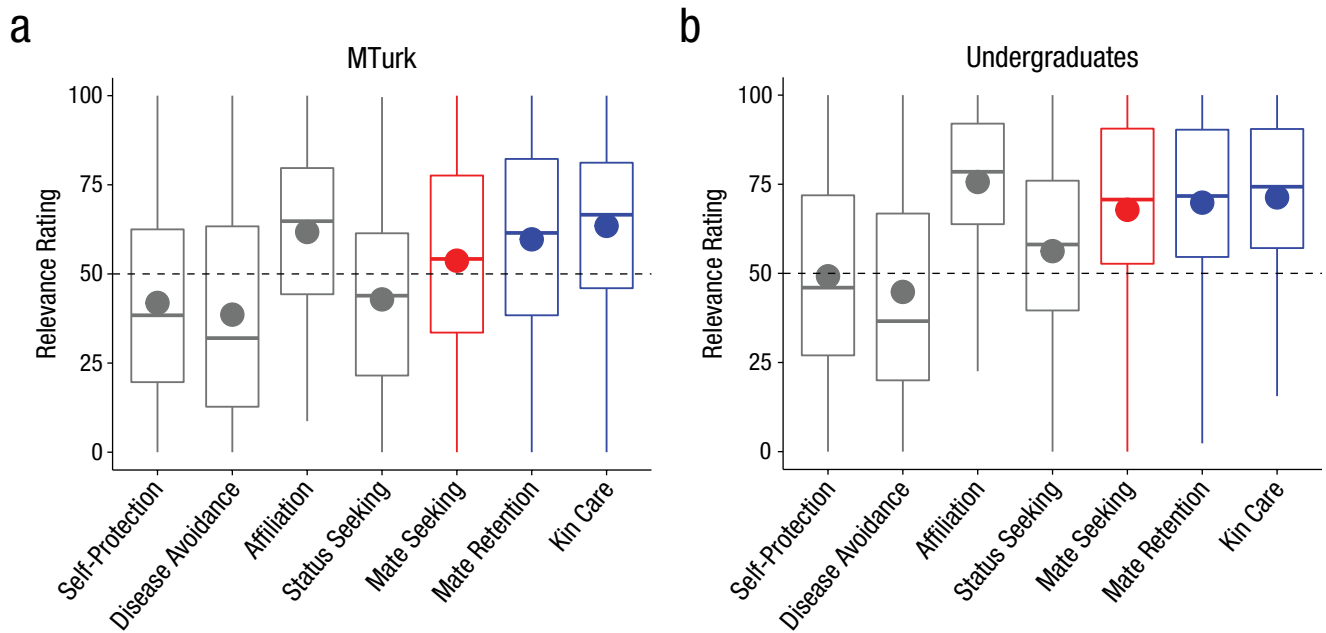 a
MTurk
Relevance Rating
100
75
50
25
0
Self-Protection
Disease Avoidance
Affiliation
Status Seeking
Mate Seeking
Mate Retention
Kin Care
b
Undergraduates
Relevance Rating
100
75
50
25
0
Self-Protection
Disease Avoidance
Affiliation
Status Seeking
Mate Seeking
Mate Retention
Kin Care